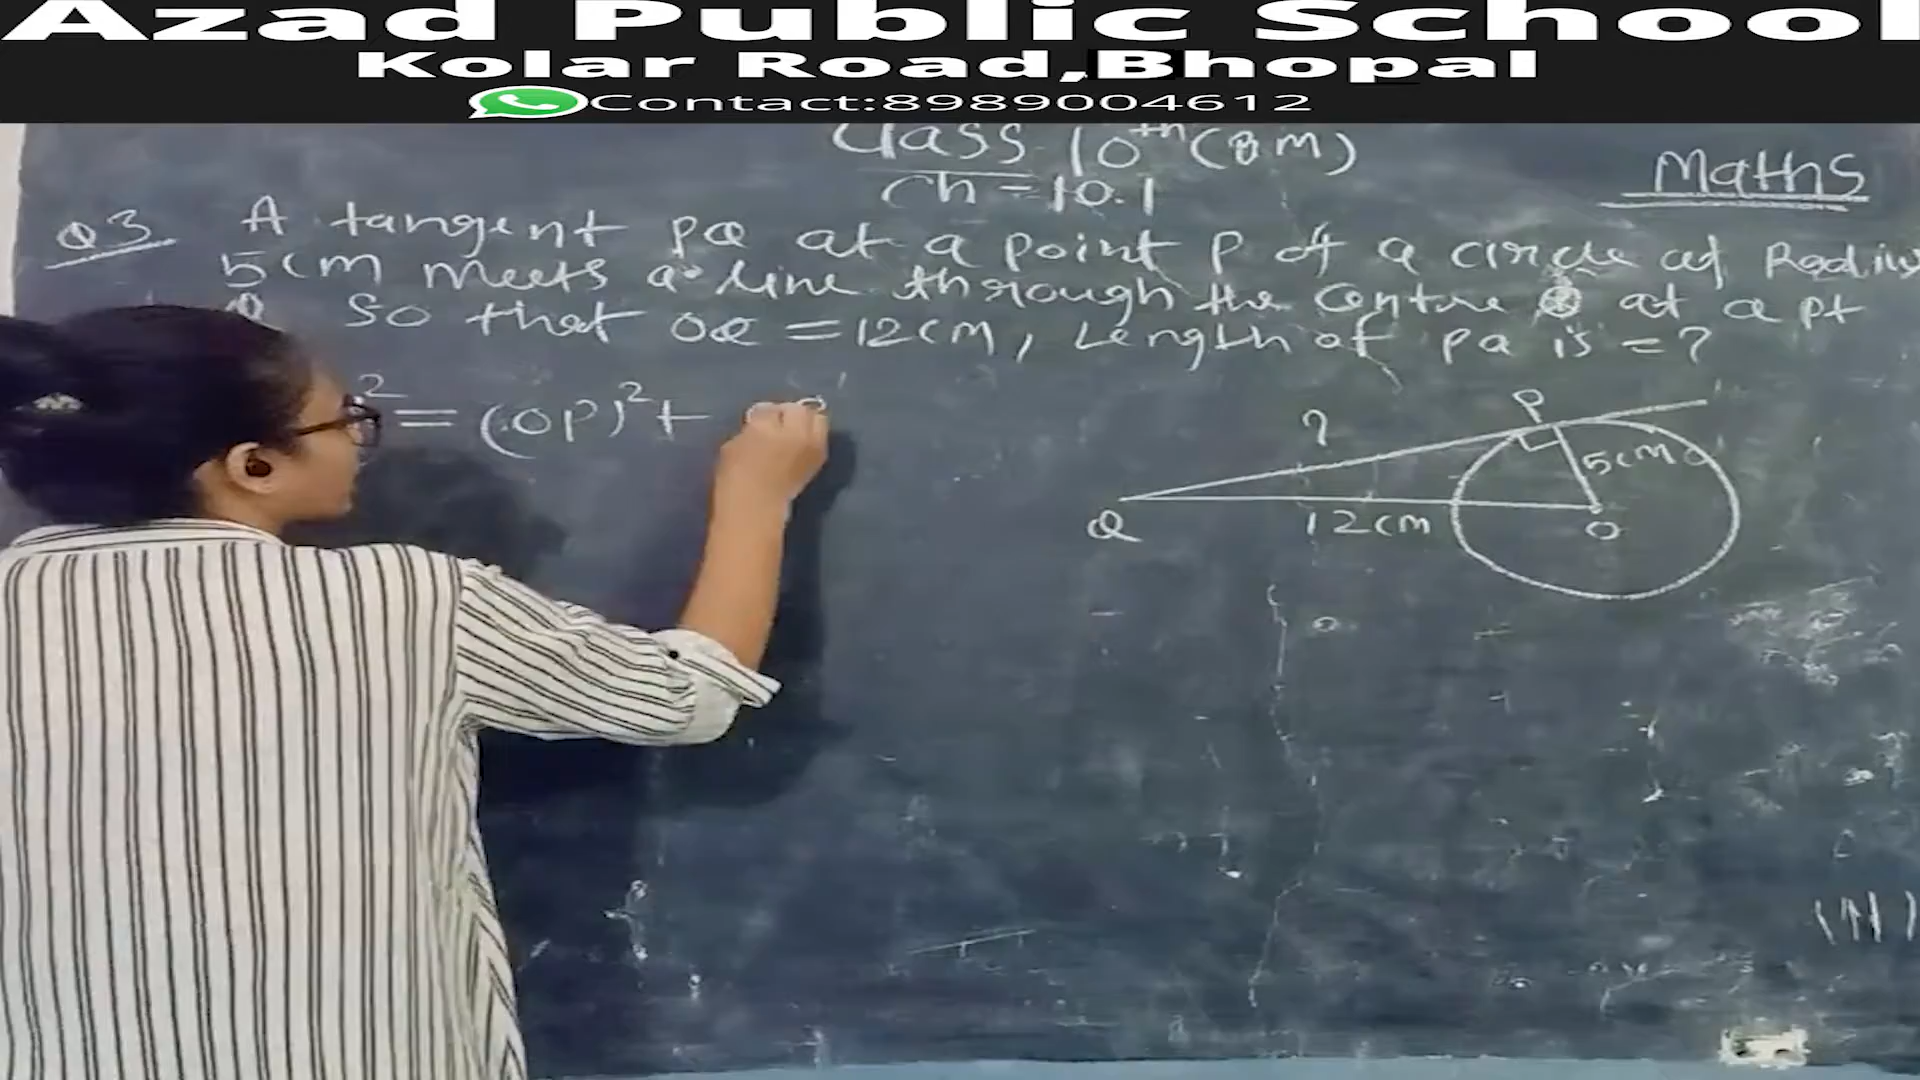 Azad Public School
Kolar Road,Bhopal
Contact:8989004612
Class 10th (8M)
Ch = 10.1
Maths
Q3 A tangent PQ at a point P of a circle of Radius
5cm meets a line through the Centre at a pt
Q so that OQ = 12cm, Length of PQ is = ?
2 = (OP)2 +
P
?
5cm
Q
12cm
O